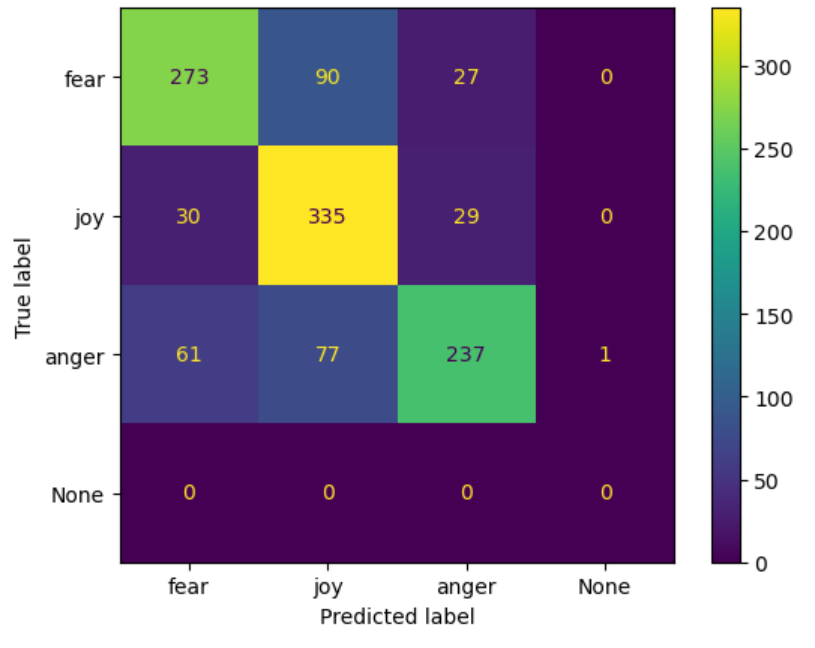 fear 273 90 27 0
joy 30 335 29 0
anger 61 77 237 1
None 0 0 0 0
fear joy anger None
Predicted label
True label
300
250
200
150
100
50
0